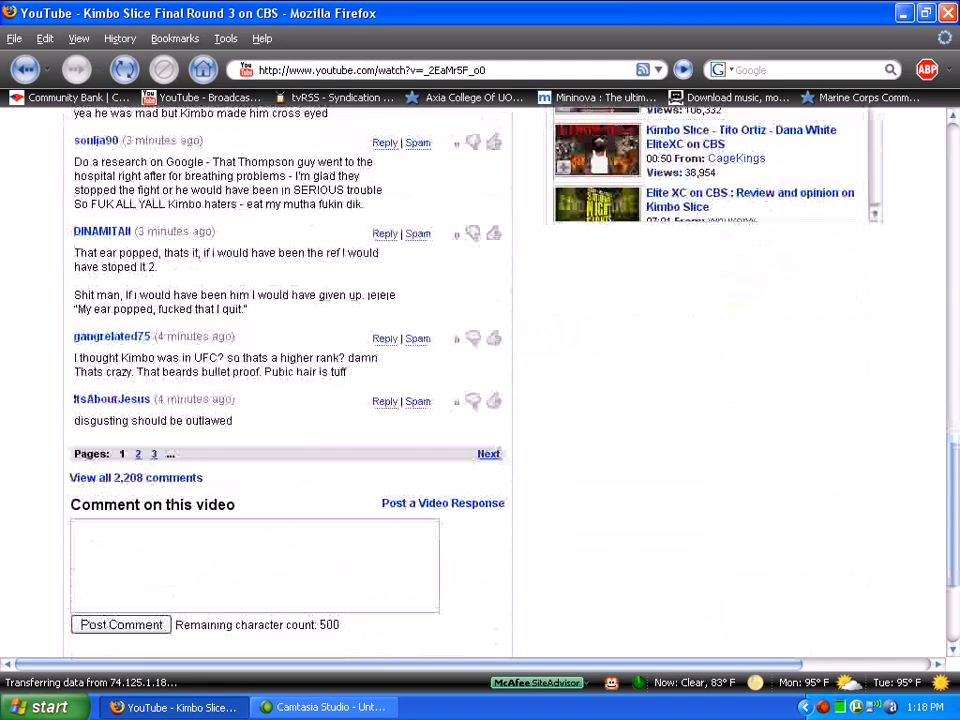 YouTube - Kimbo Slice Final Round 3 on CBS - Mozilla Firefox
File Edit View History Bookmarks Tools Help
http://www.youtube.com/watch?v=_2EaMr5F_o0
Google
ABP
Community Bank | C... YouTube - Broadcas... tvRSS - Syndication ... Axia College Of UO... Mininova : The ultim... Download music, mo... Marine Corps Comm...
yea he was mad but Kimbo made him cross eyed
soulja90 (3 minutes ago) Reply | Spam 0
Do a research on Google - That Thompson guy went to the
hospital right after for breathing problems - I'm glad they
stopped the fight or he would have been in SERIOUS trouble
So FUK ALL YALL Kimbo haters - eat my mutha fukin dik.
DINAMITAII (3 minutes ago) Reply | Spam 0
That ear popped, thats it, if i would have been the ref I would
have stoped It 2.
Shit man, If i would have been him I would have given up. jejeje
"My ear popped, fucked that I quit."
gangrelated75 (4 minutes ago) Reply | Spam 0
I thought Kimbo was in UFC? so thats a higher rank? damn
Thats crazy. That beards bullet proof. Pubic hair is tuff
ItsAboutJesus (4 minutes ago) Reply | Spam 0
disgusting should be outlawed
Pages: 1 2 3 ... Next
View all 2,208 comments
Comment on this video Post a Video Response
Post Comment Remaining character count: 500
Views: 106,332
Kimbo Slice - Tito Ortiz - Dana White
EliteXC on CBS
00:50 From: CageKings
Views: 38,954
Elite XC on CBS : Review and opinion on
Kimbo Slice
07:01 From:
Transferring data from 74.125.1.18... McAfee SiteAdvisor Now: Clear, 83° F Mon: 95° F Tue: 95° F
start YouTube - Kimbo Slice... Camtasia Studio - Unt... 1:18 PM